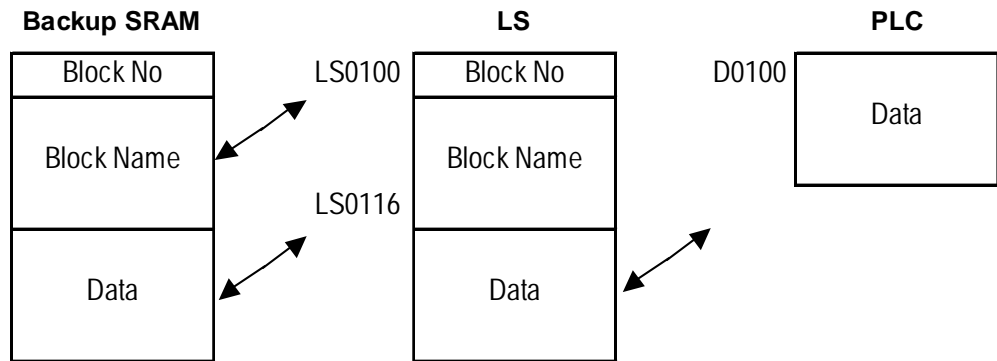 Backup SRAM
LS
PLC
Block No
LS0100
Block No
D0100
Data
Block Name
Block Name
LS0116
Data
Data